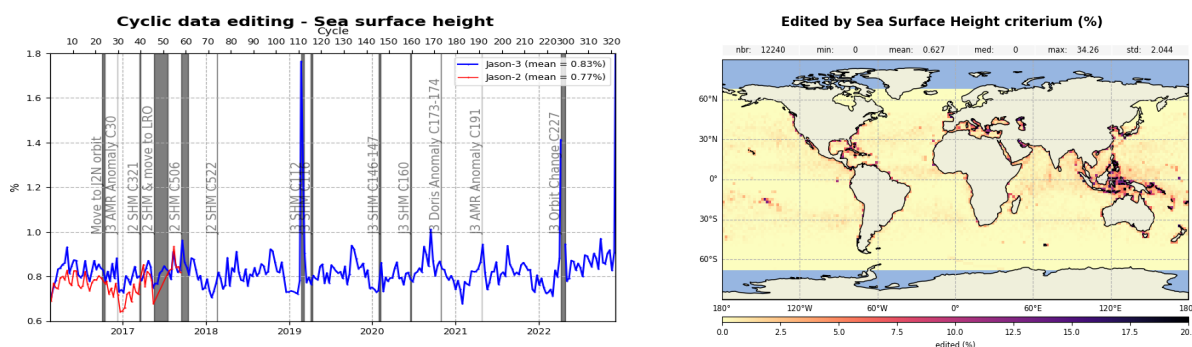 Cyclic data editing - Sea surface height
Cycle
10 20 30 40 50 60 70 80 90 100 110 120 130 140 150 160 170 180 190 200 210 220 300 310 320
1.8
1.6
1.4
1.2
1.0
0.8
0.6
%
Jason-3 (mean = 0.83%)
Jason-2 (mean = 0.77%)
Move to J2N orbit
J3 AMR Anomaly C30
J2 SHM C321
J2 SHM & move to LRO
J2 SHM C506
J2 SHM C522
J3 SHM C112
J3 SHM C116
J3 SHM C146-147
J3 SHM C160
J3 Doris Anomaly C173-174
J3 AMR Anomaly C191
J3 Orbit Change C227
2017 2018 2019 2020 2021 2022
Edited by Sea Surface Height criterium (%)
nbr: 12240 min: 0 mean: 0.627 med: 0 max: 34.26 std: 2.044
60°N
30°N
0°
30°S
60°S
180° 120°W 60°W 0° 60°E 120°E 180°
0.0 2.5 5.0 7.5 10.0 12.5 15.0 17.5 20.
edited (%)